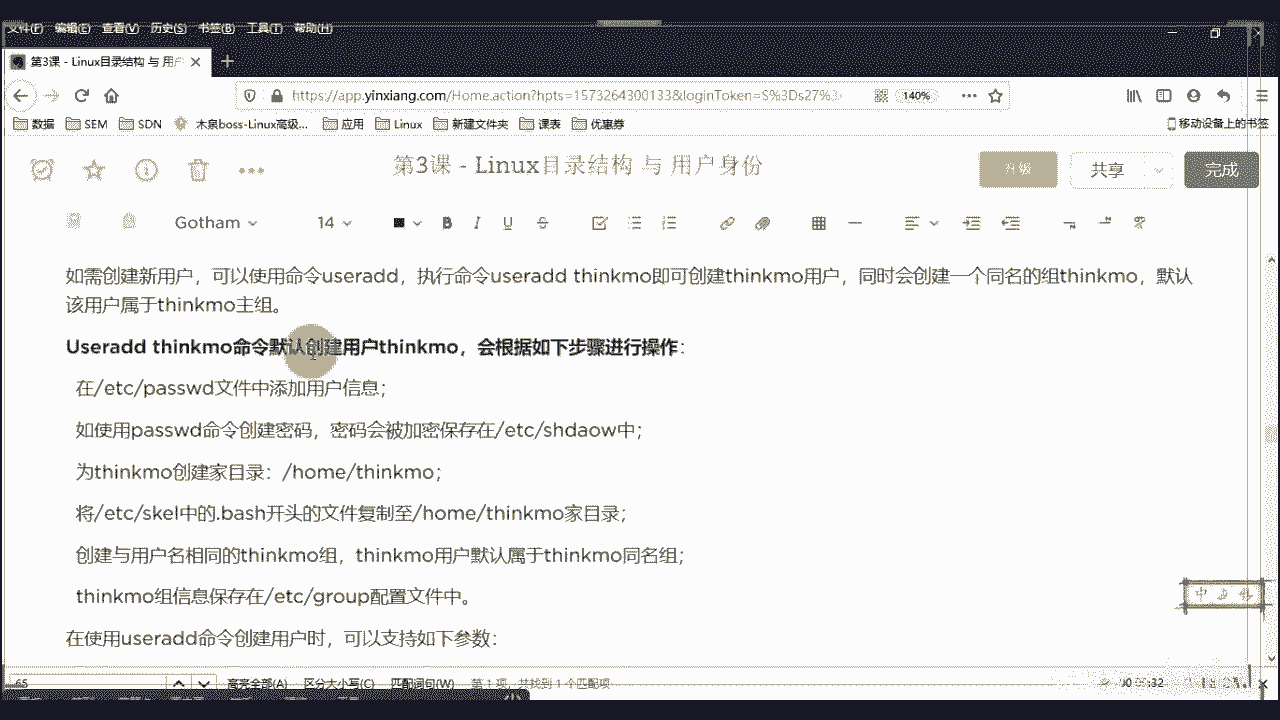 文件(F) 编辑(E) 查看(V) 历史(S) 书签(B) 工具(T) 帮助(H)
第3课 - Linux目录结构 与 用户
https://app.yinxiang.com/Home.action?hpts=1573264300133&loginToken=S%3Ds27%3
140%
数据 SEM SDN 木泉boss-Linux高级... 应用 Linux 新建文件夹 课表 优惠券 移动设备上的书签
第3课 - Linux目录结构 与 用户身份
升级 共享 完成
Gotham 14 B I U S
如需创建新用户，可以使用命令useradd，执行命令useradd thinkmo即可创建thinkmo用户，同时会创建一个同名的组thinkmo，默认
该用户属于thinkmo主组。
Useradd thinkmo命令默认创建用户thinkmo，会根据如下步骤进行操作：
在/etc/passwd文件中添加用户信息；
如使用passwd命令创建密码，密码会被加密保存在/etc/shdaow中；
为thinkmo创建家目录：/home/thinkmo；
将/etc/skel中的.bash开头的文件复制至/home/thinkmo家目录；
创建与用户名相同的thinkmo组，thinkmo用户默认属于thinkmo同名组；
thinkmo组信息保存在/etc/group配置文件中。
在使用useradd命令创建用户时，可以支持如下参数：
65 高亮全部(A) 区分大小写(C) 匹配词句(W) 第 1 项，共找到 1 个匹配项